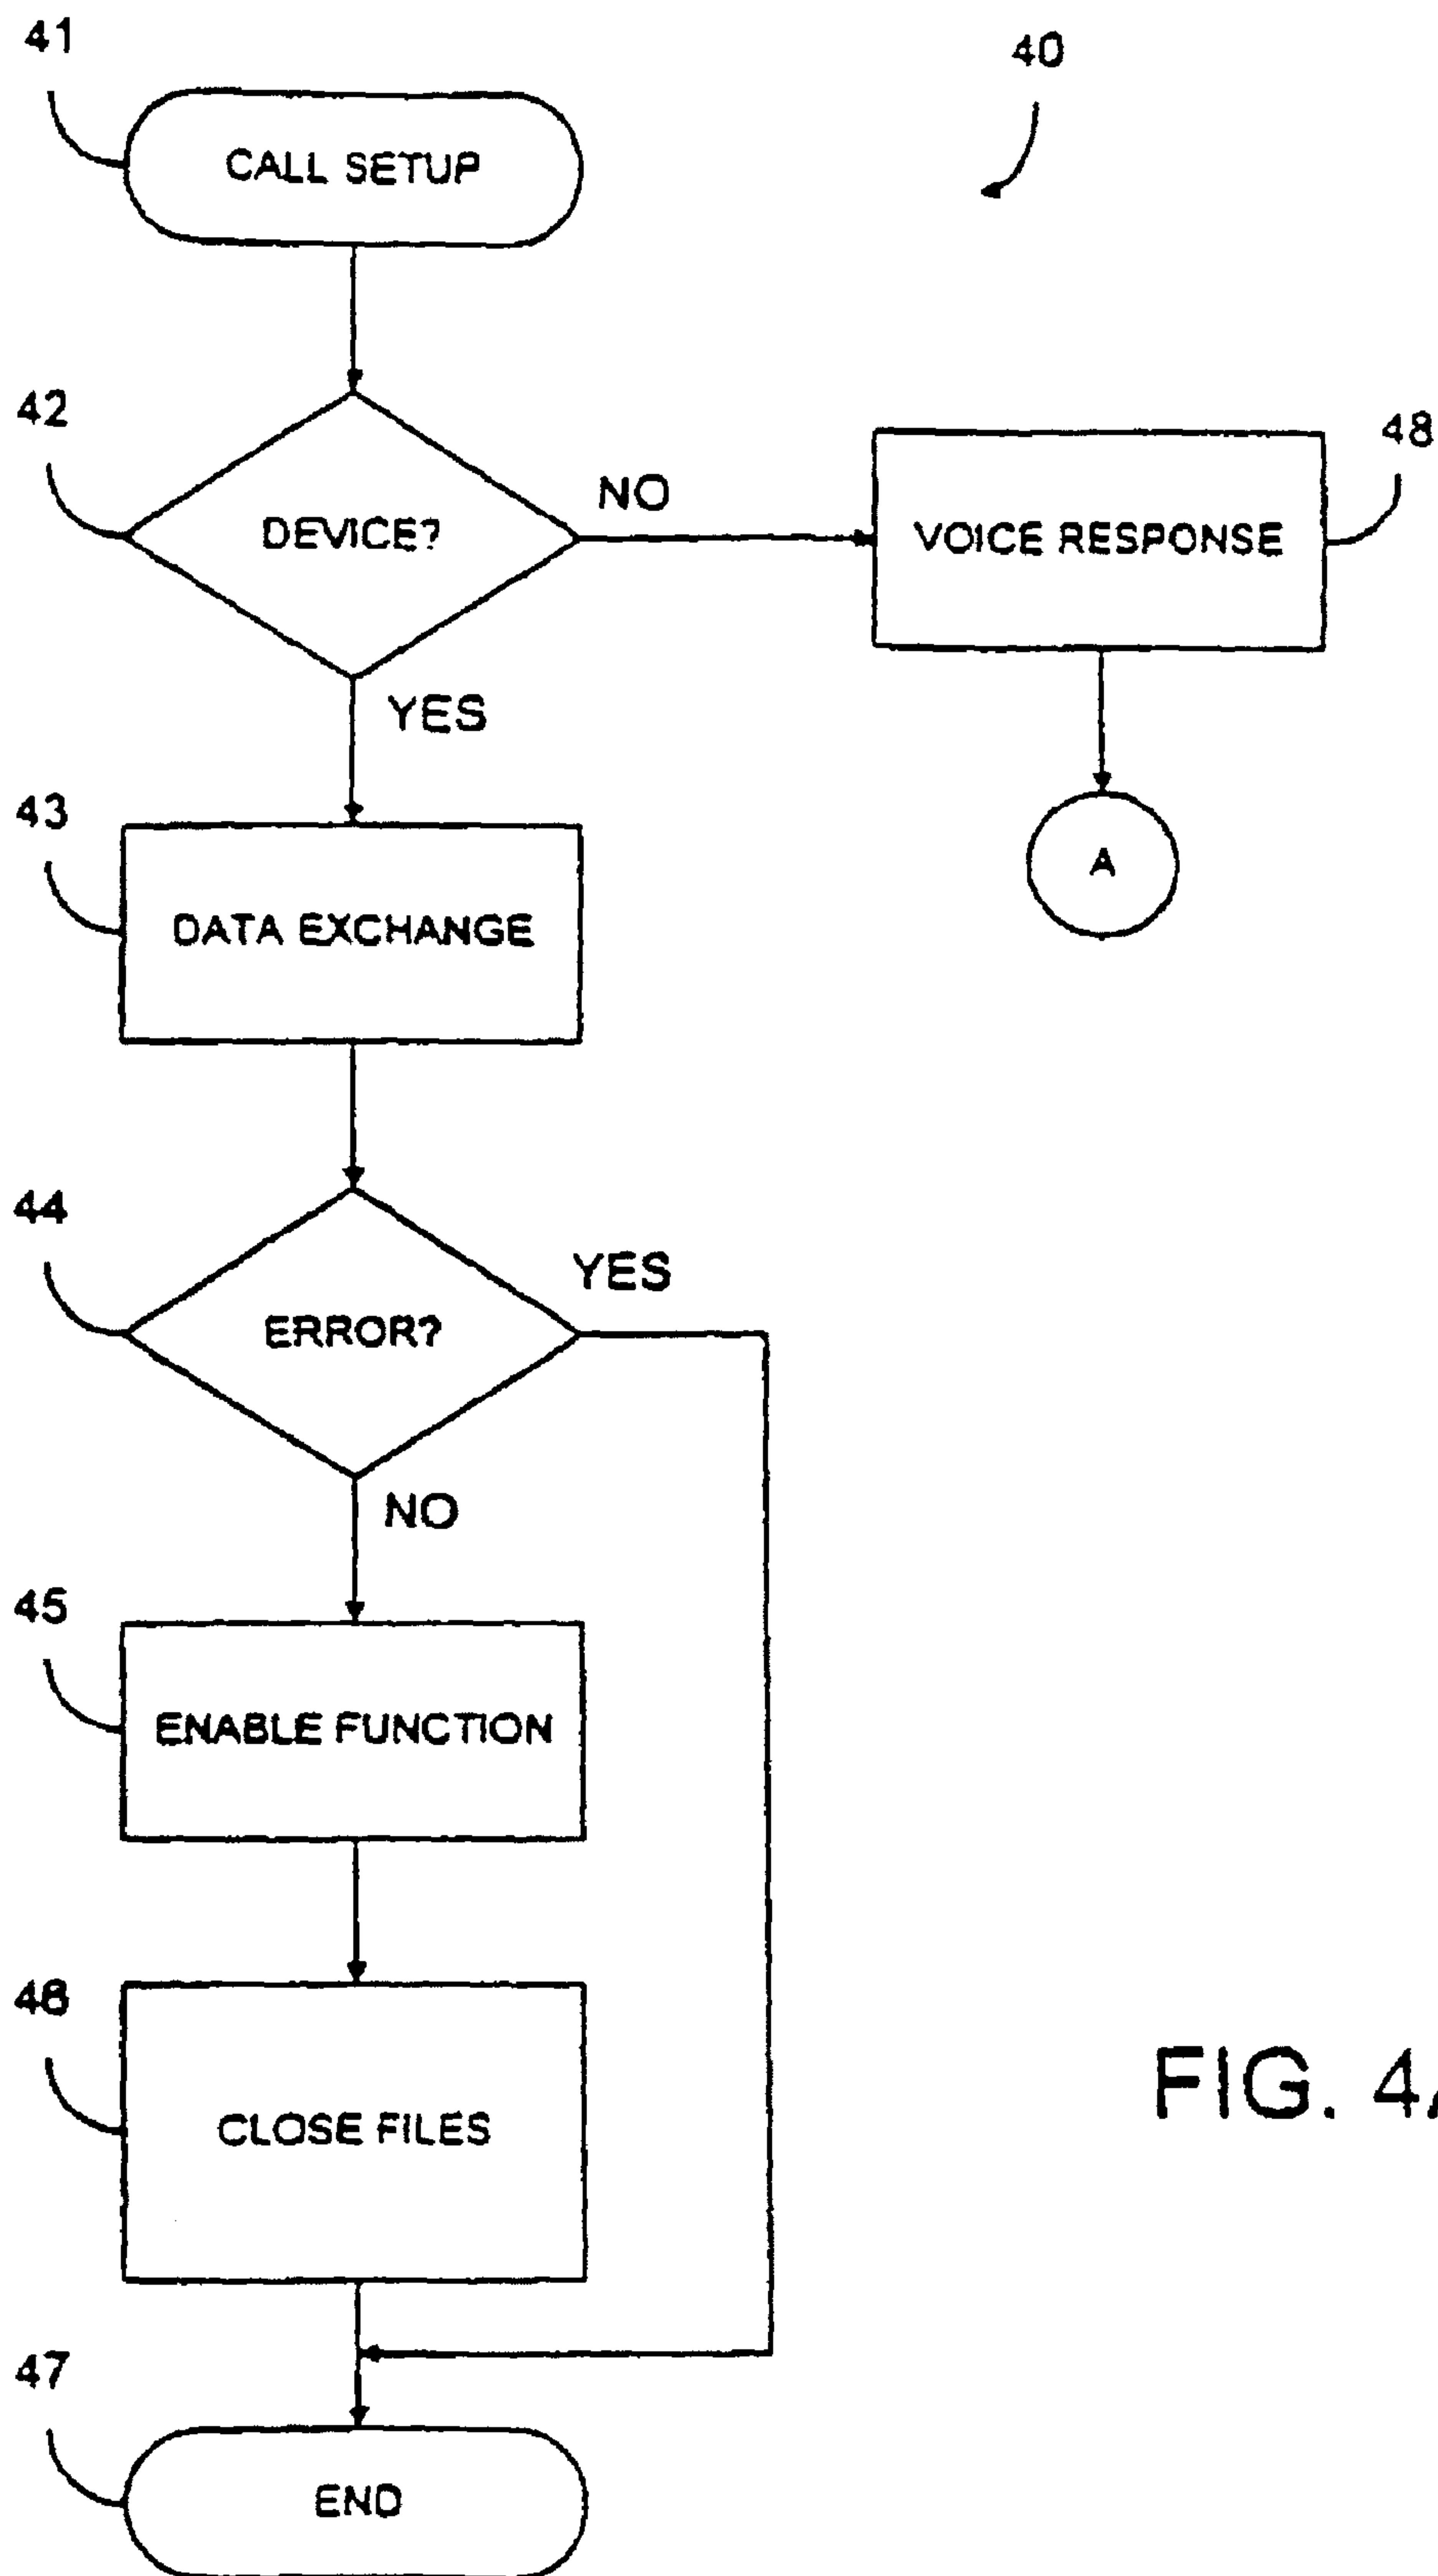 41
40
CALL SETUP
42
48
NO
DEVICE?
VOICE RESPONSE
YES
43
A
DATA EXCHANGE
44
YES
ERROR?
NO
45
ENABLE FUNCTION
46
CLOSE FILES
FIG. 4
47
END